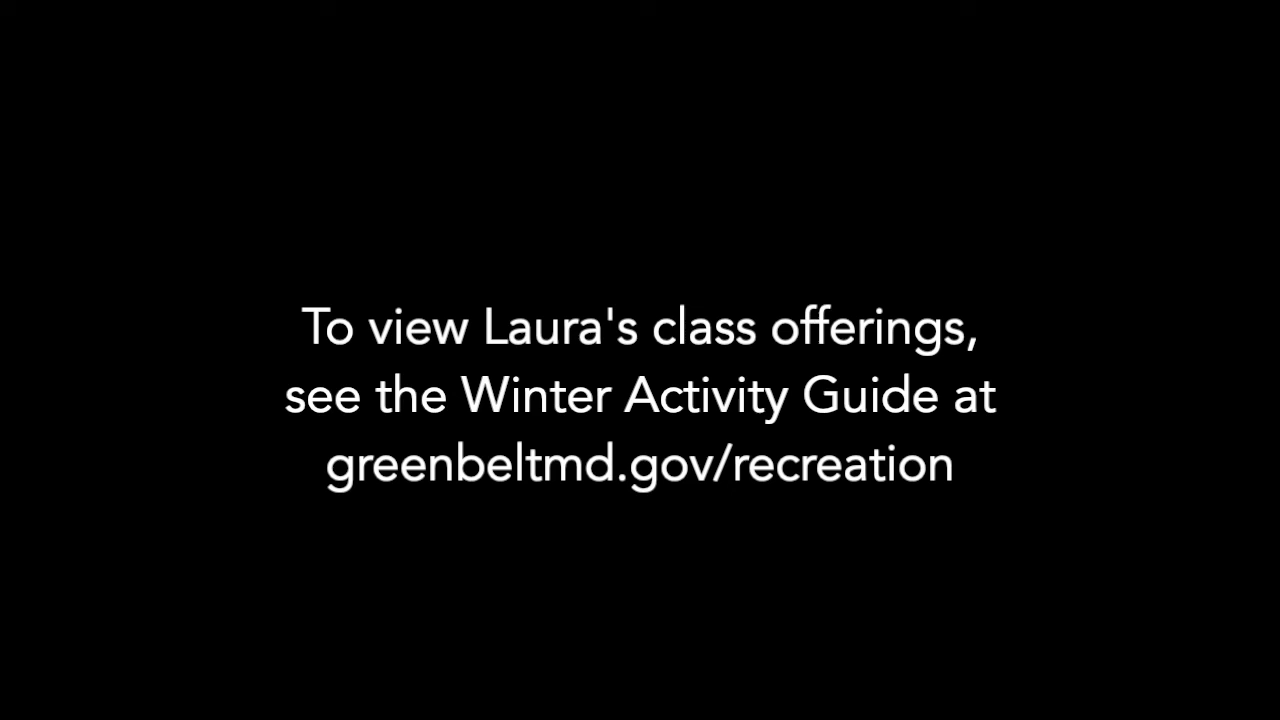 To view Laura's class offerings,
see the Winter Activity Guide at
greenbeltmd.gov/recreation